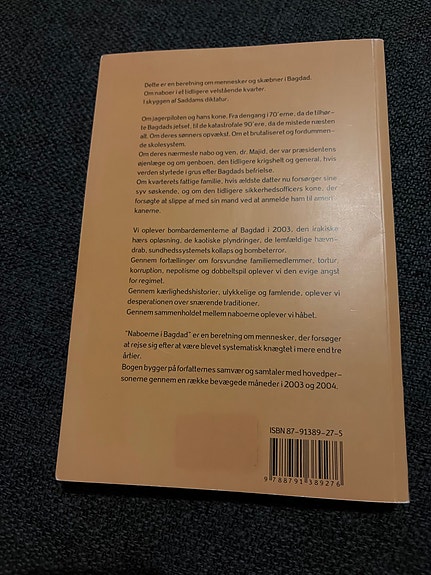 Dette er en beretning om mennesker og skæbner i Bagdad.
Om naboer i et tidligere velstående kvarter.
I skyggen af Saddams diktatur.
Om jagerpiloten og hans kone. Fra dengang i 70'erne, da de tilhør-
te Bagdads jetset, til de katastrofale 90'ere, da de mistede næsten
alt. Om deres sønners opvækst. Om et brutaliseret og fordummen-
de skolesystem.
Om deres nærmeste nabo og ven, dr. Majid, der var præsidentens
øjenlæge og om genboen, den tidligere krigshelt og general, hvis
verden styrtede i grus efter Bagdads befrielse.
Om kvarterets fattige familie, hvis ældste datter nu forsørger sine
syv søskende, og om den tidligere sikkerhedsofficers kone, der
forsøgte at slippe af med sin mand ved at anmelde ham til ameri-
kanerne.
Vi oplever bombardementerne af Bagdad i 2003, den irakiske
hærs opløsning, de kaotiske plyndringer, de lemfældige hævn-
drab, sundhedssystemets kollaps og bombeterror.
Gennem fortællinger om forsvundne familiemedlemmer, tortur,
korruption, nepotisme og dobbeltspil oplever vi den evige angst
for regimet.
Gennem kærlighedshistorier, ulykkelige og famlende, oplever vi
desperationen over snærende traditioner.
Gennem sammenholdet mellem naboerne oplever vi håbet.
"Naboerne i Bagdad" er en beretning om mennesker, der forsøger
at rejse sig efter at være blevet systematisk knægtet i mere end tre
årtier.
Bogen bygger på forfatternes samvær og samtaler med hovedper-
sonerne gennem en række bevægede måneder i 2003 og 2004.
ISBN 87-91389-27-5
9 788791 389276